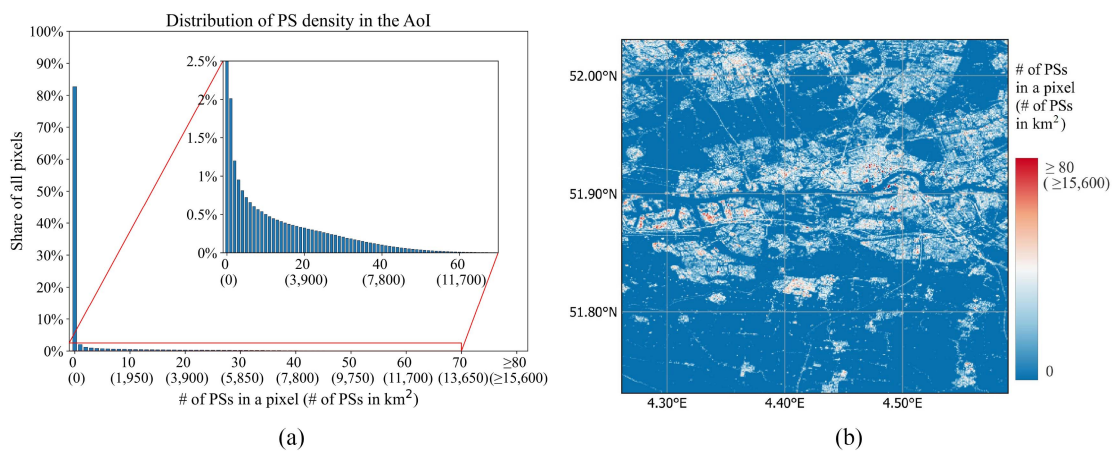 Distribution of PS density in the AoI
100%
90%
80%
70%
60%
50%
40%
30%
20%
10%
0%
Share of all pixels
2.5%
2.0%
1.5%
1.0%
0.5%
0%
0 20 40 60
(0) (3,900) (7,800) (11,700)
0 10 20 30 40 50 60 70 ≥80
(0) (1,950) (3,900) (5,850) (7,800) (9,750) (11,700) (13,650) (≥15,600)
# of PSs in a pixel (# of PSs in km²)
(a)
52.00°N
51.90°N
51.80°N
4.30°E 4.40°E 4.50°E
# of PSs
in a pixel
(# of PSs
in km²)
≥ 80
(≥15,600)
0
(b)